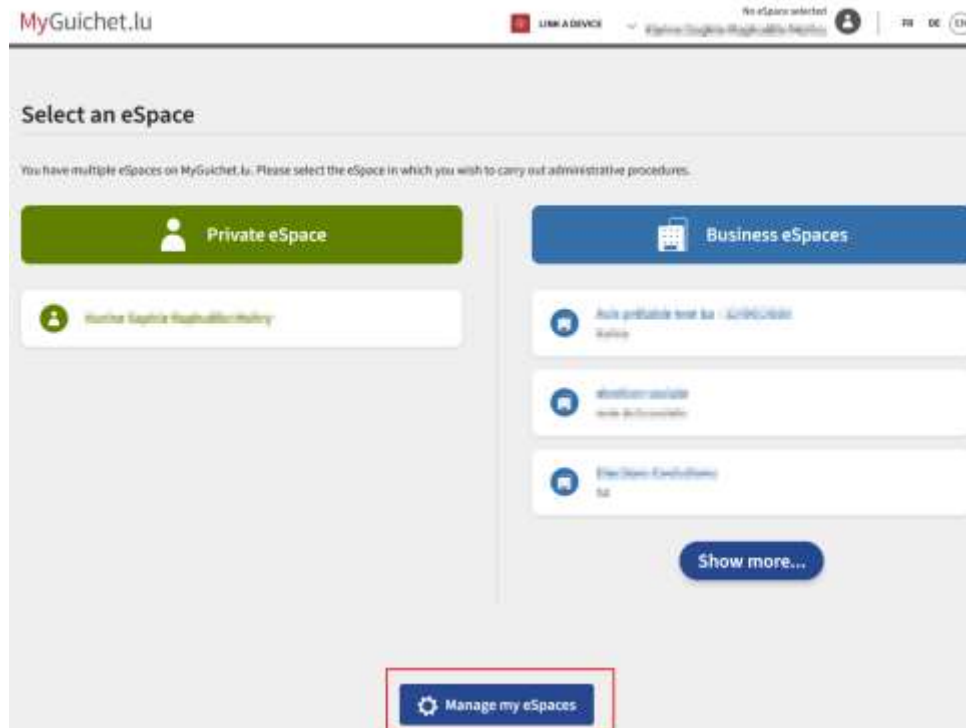 MyGuichet.lu
LINK A DEVICE
No eSpace selected
FR DE EN
Select an eSpace
You have multiple eSpaces on MyGuichet.lu. Please select the eSpace in which you wish to carry out administrative procedures.
Private eSpace
Business eSpaces
Show more...
Manage my eSpaces